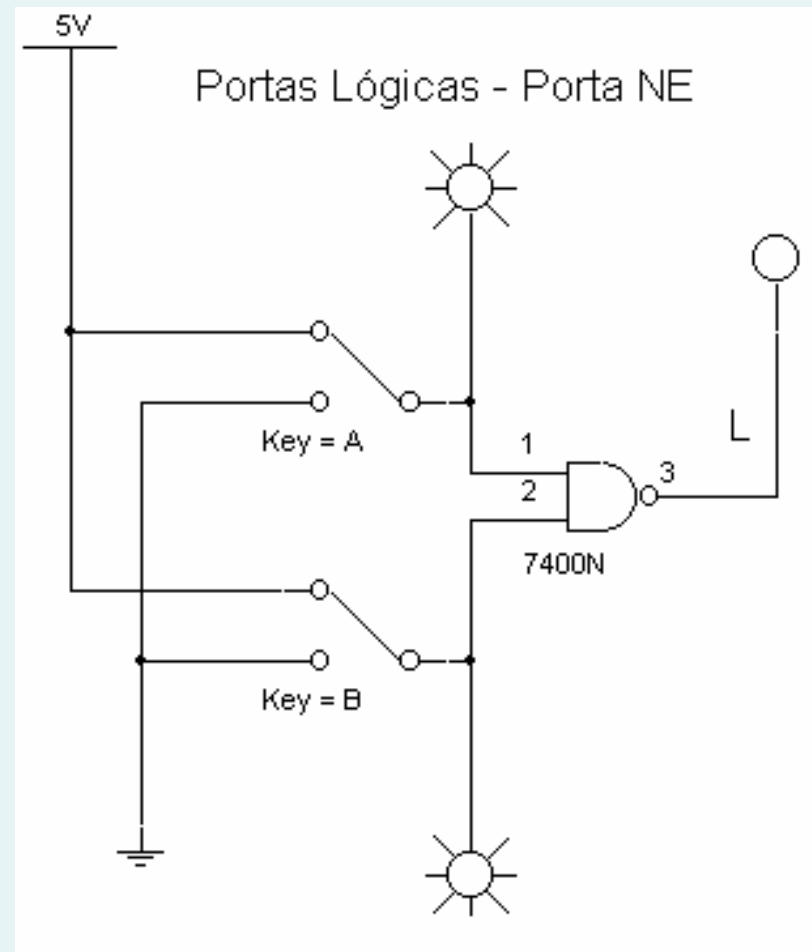 5V
Portas Lógicas - Porta NE
Key = A
L
1
2
3
7400N
Key = B